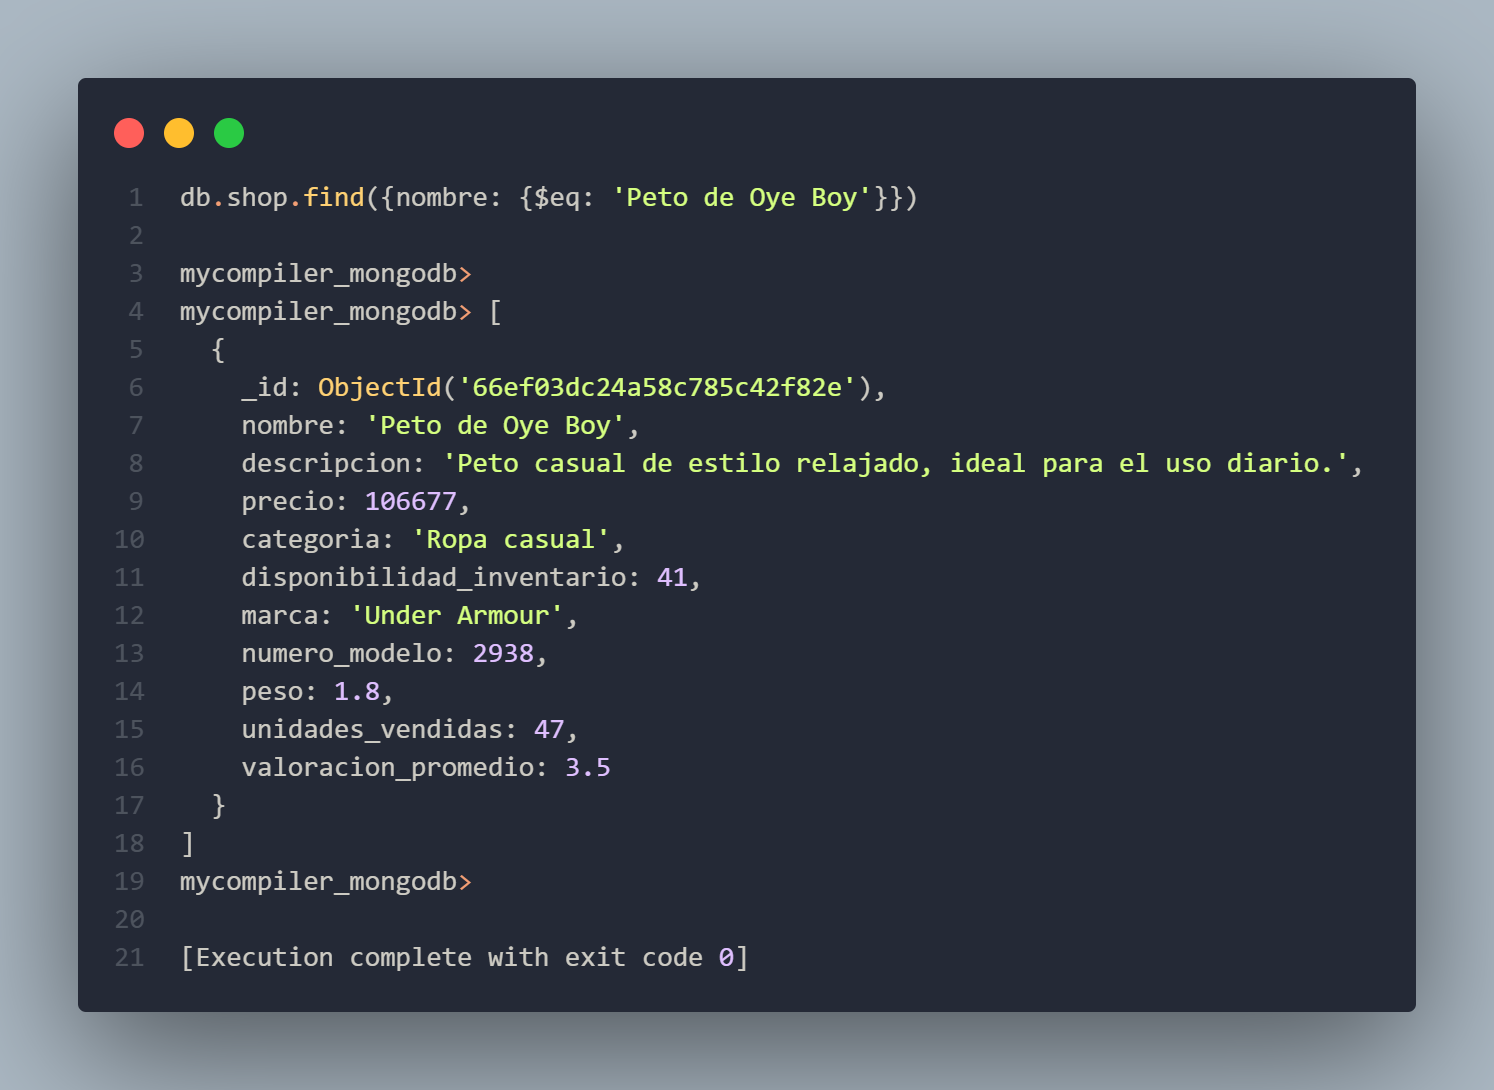 1 db.shop.find({nombre: {$eq: 'Peto de Oye Boy'}})
2
3 mycompiler_mongodb>
4 mycompiler_mongodb> [
5   {
6     _id: ObjectId('66ef03dc24a58c785c42f82e'),
7     nombre: 'Peto de Oye Boy',
8     descripcion: 'Peto casual de estilo relajado, ideal para el uso diario.',
9     precio: 106677,
10     categoria: 'Ropa casual',
11     disponibilidad_inventario: 41,
12     marca: 'Under Armour',
13     numero_modelo: 2938,
14     peso: 1.8,
15     unidades_vendidas: 47,
16     valoracion_promedio: 3.5
17   }
18 ]
19 mycompiler_mongodb>
20
21 [Execution complete with exit code 0]